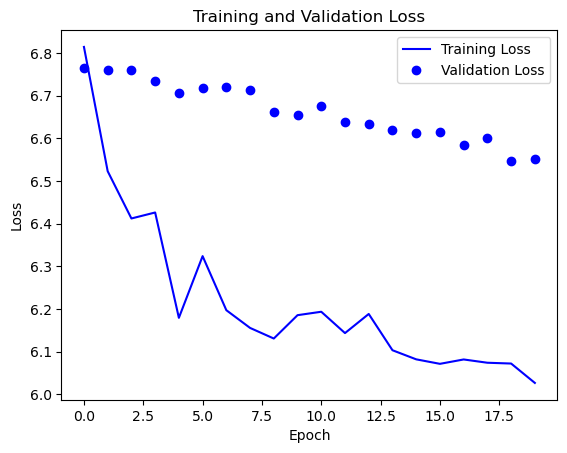 Training and Validation Loss
Training Loss
Validation Loss
Loss
6.8
6.7
6.6
6.5
6.4
6.3
6.2
6.1
6.0
0.0 2.5 5.0 7.5 10.0 12.5 15.0 17.5
Epoch